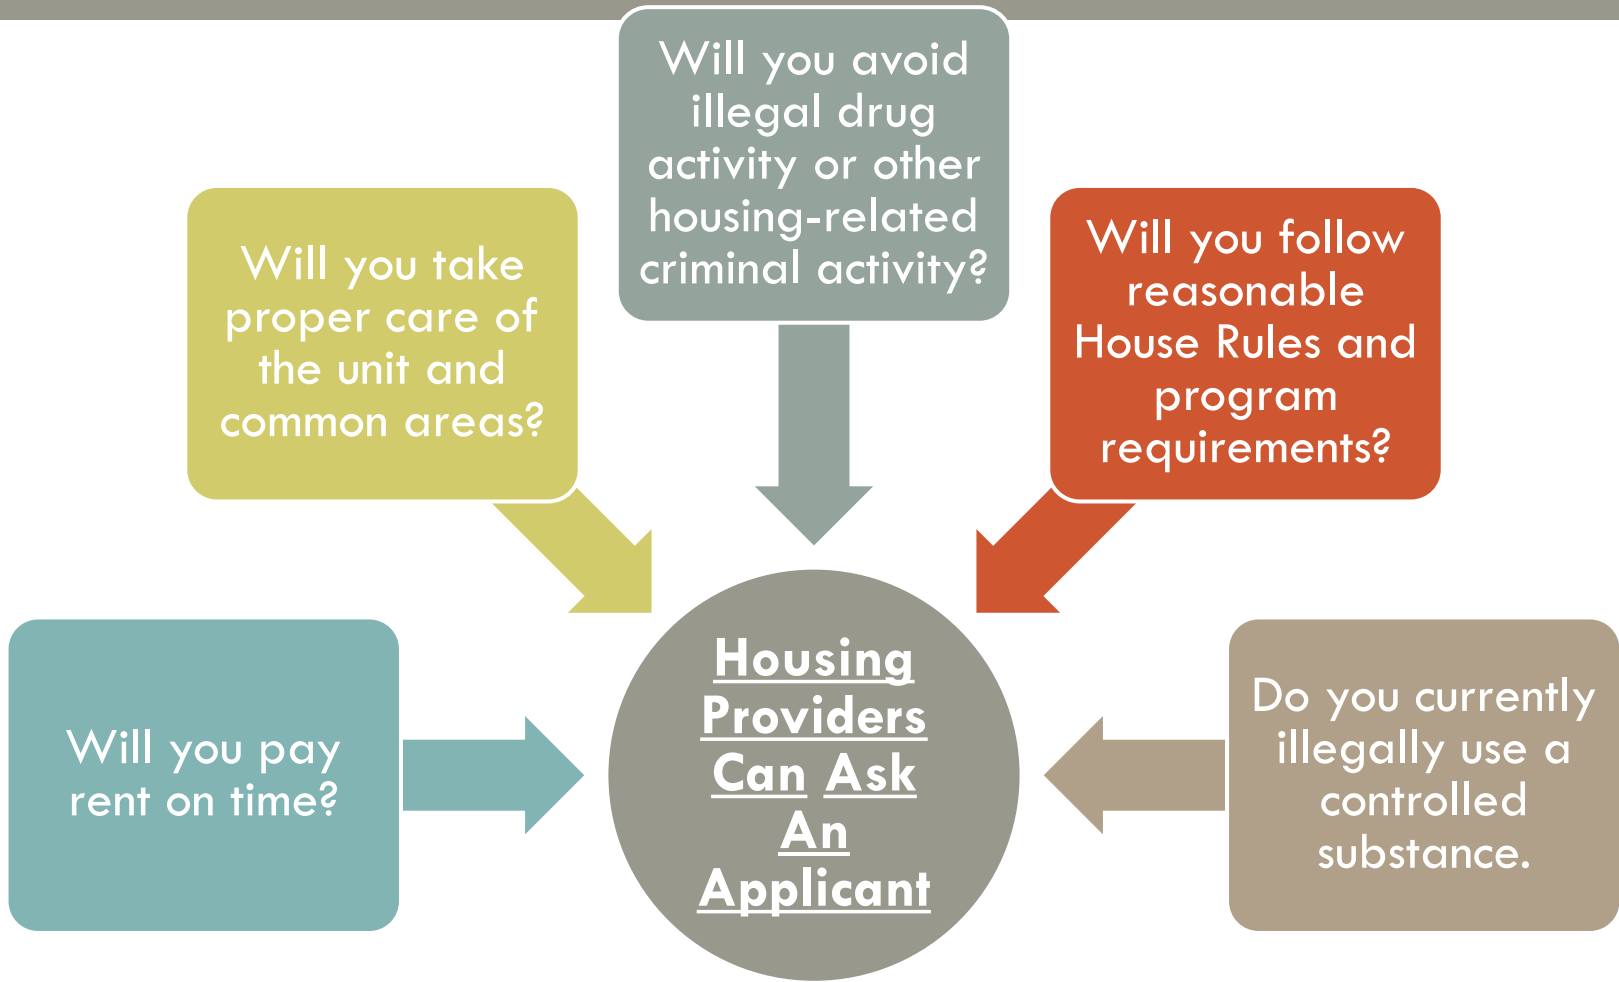 Will you pay
rent on time?
Will you take
proper care of
the unit and
common areas?
Will you avoid
illegal drug
activity or other
housing-related
criminal activity?
Will you follow
reasonable
House Rules and
program
requirements?
Do you currently
illegally use a
controlled
substance.
Housing
Providers
Can Ask
An
Applicant